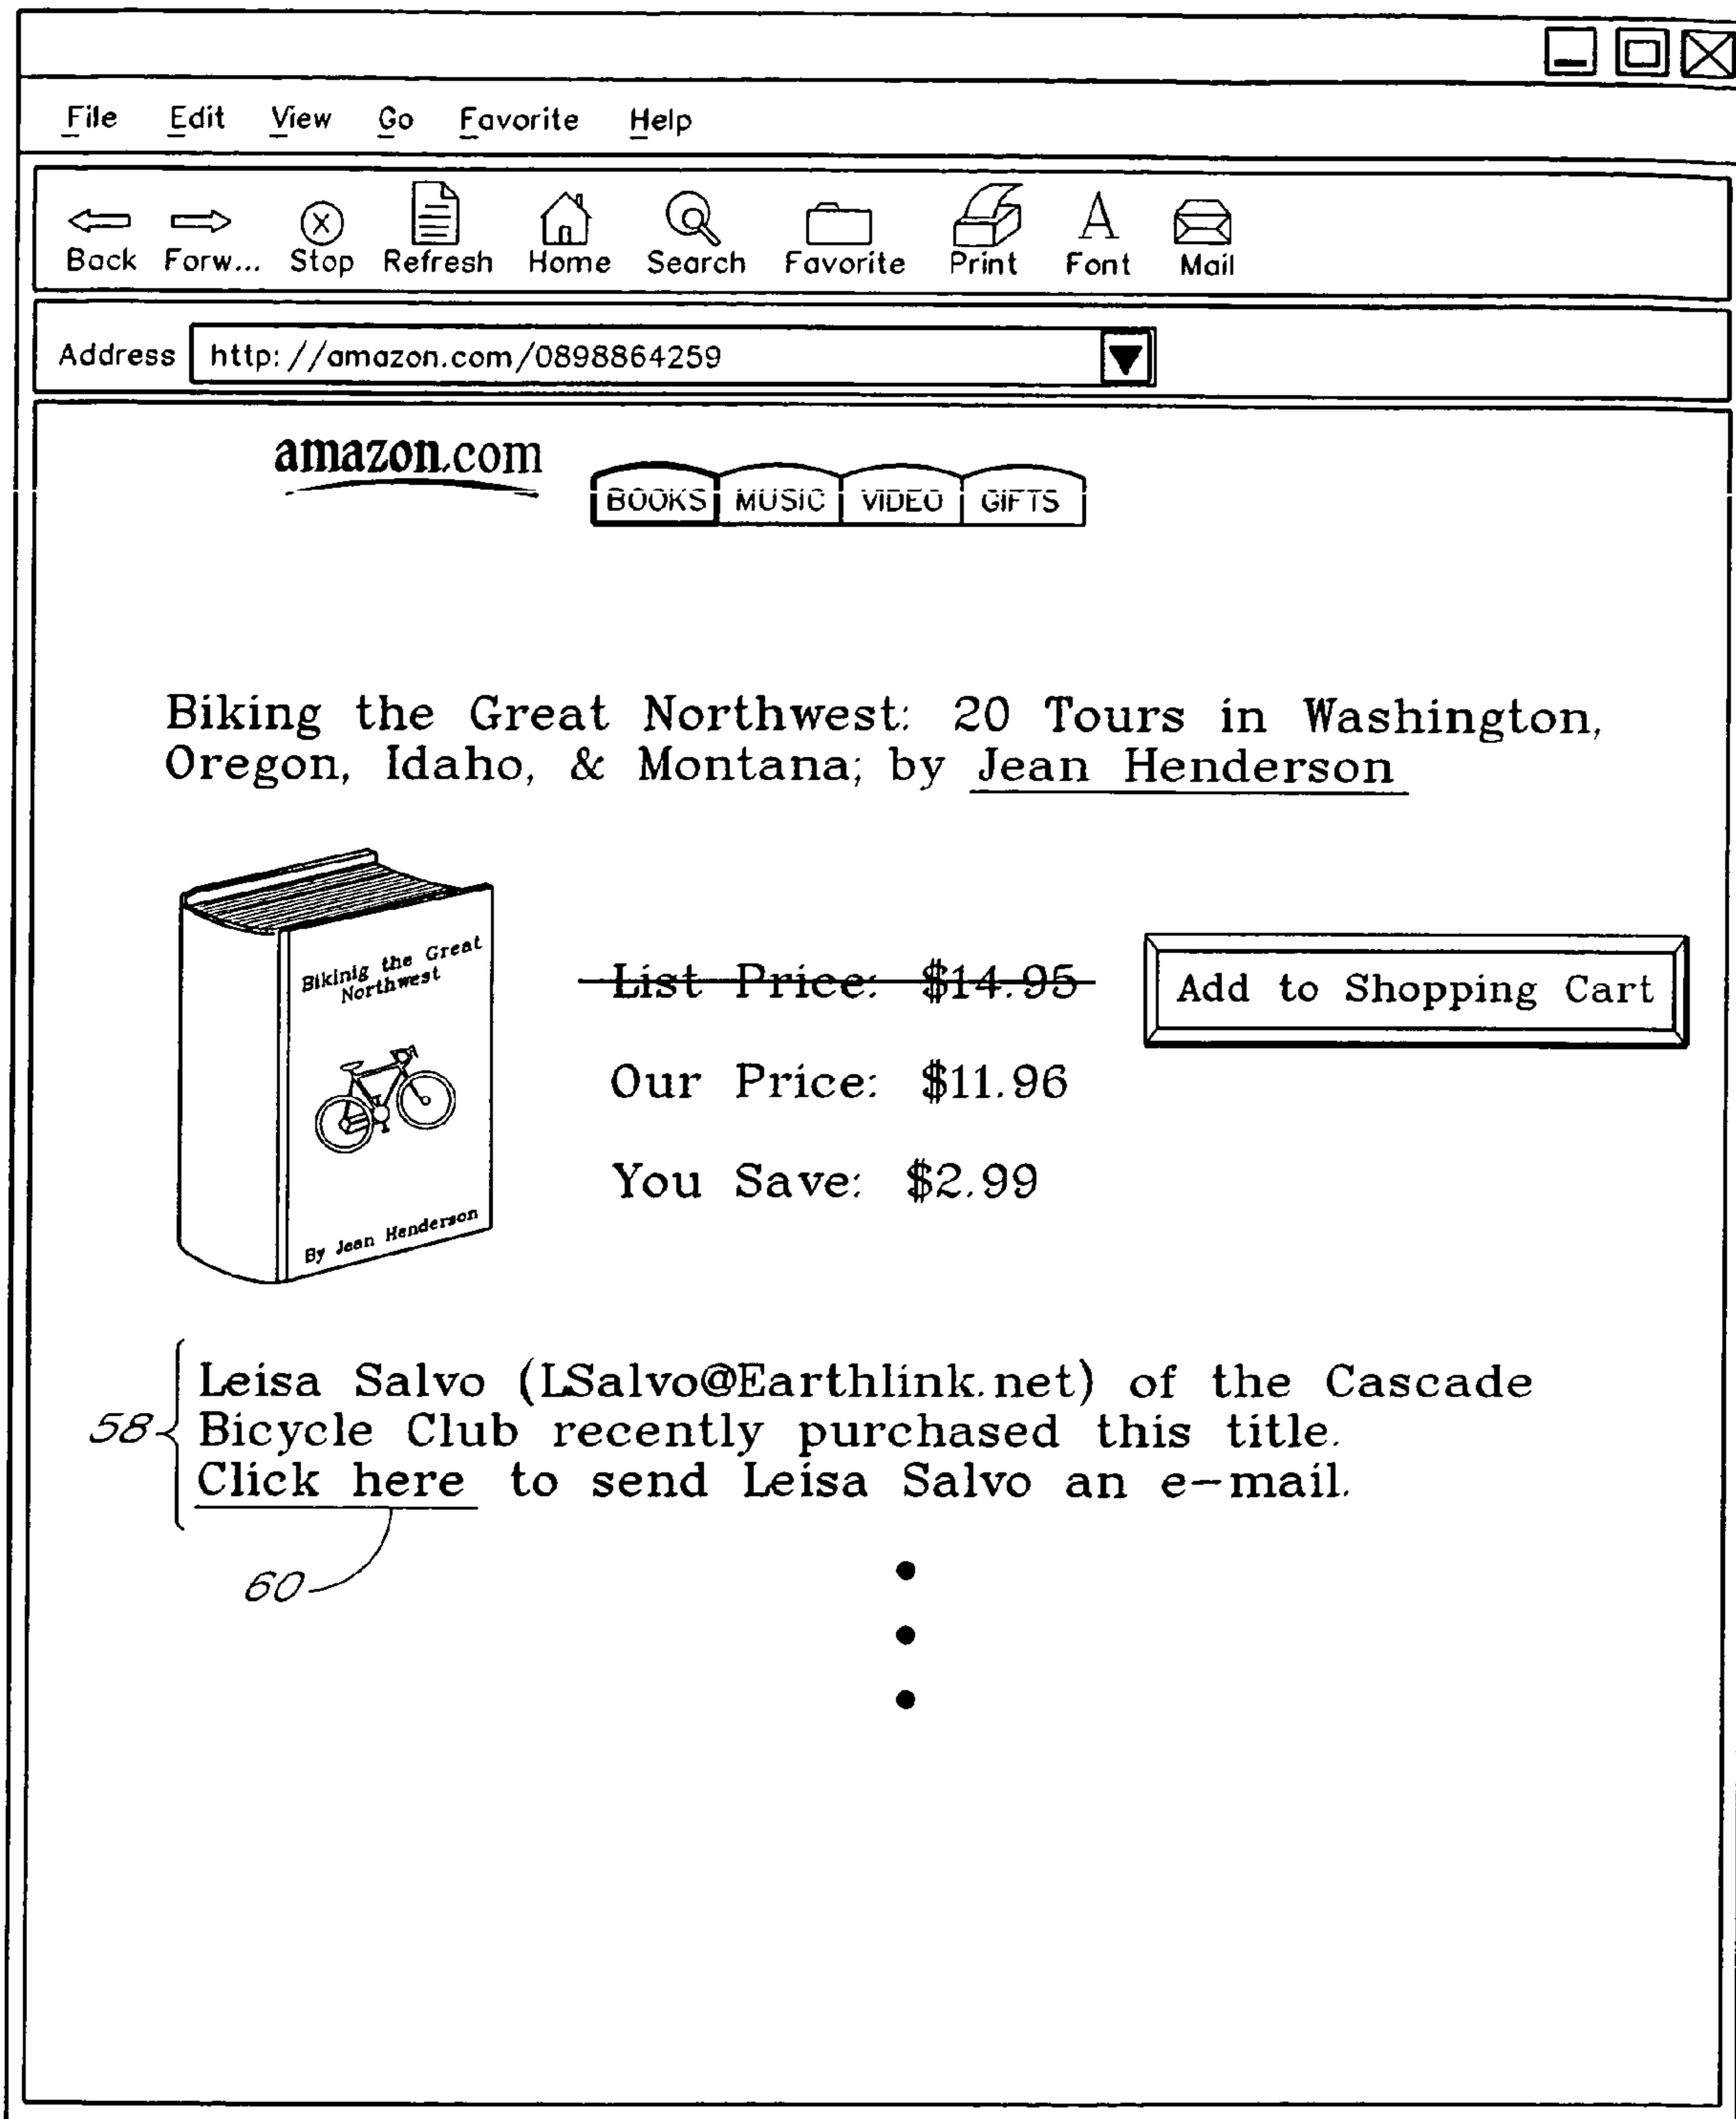 File Edit View Go Favorite Help
Back Forw... Stop Refresh Home Search Favorite Print A Font Mail
Address http://amazon.com/0898864259
amazon.com
BOOKS MUSIC VIDEO GIFTS
Biking the Great Northwest: 20 Tours in Washington,
Oregon, Idaho, & Montana; by Jean Henderson
Bikinig the Great
Northwest
By Jean Henderson
List Price: $14.95
Add to Shopping Cart
Our Price: $11.96
You Save: $2.99
58
Leisa Salvo (LSalvo@Earthlink.net) of the Cascade
Bicycle Club recently purchased this title.
Click here to send Leisa Salvo an e-mail.
60